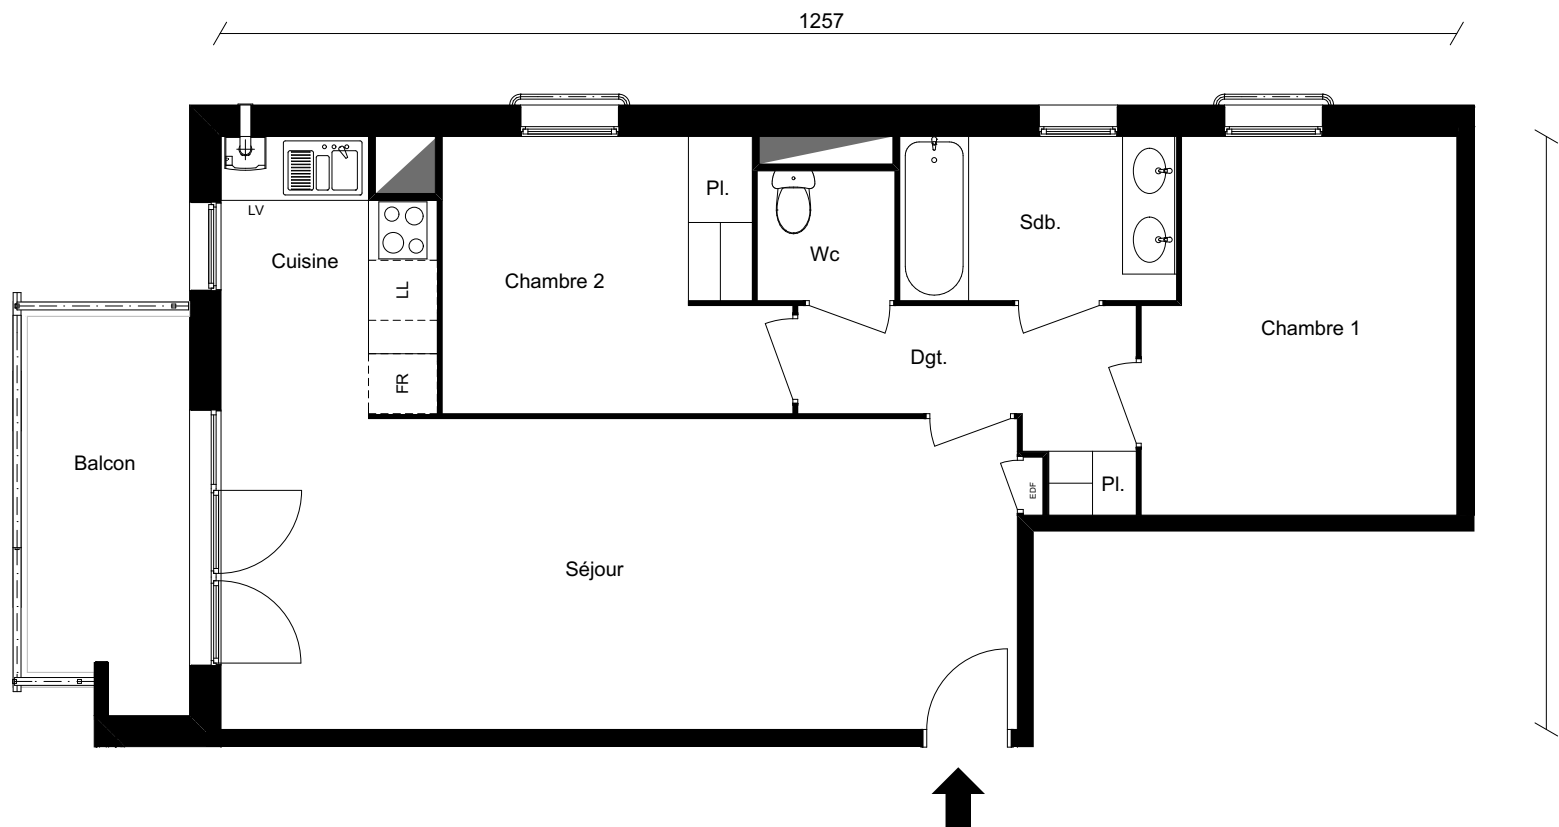 1257
LV
Cuisine
LL
FR
Chambre 2
Pl.
Wc
Sdb.
Chambre 1
Dgt.
Balcon
EDF
Pl.
Séjour